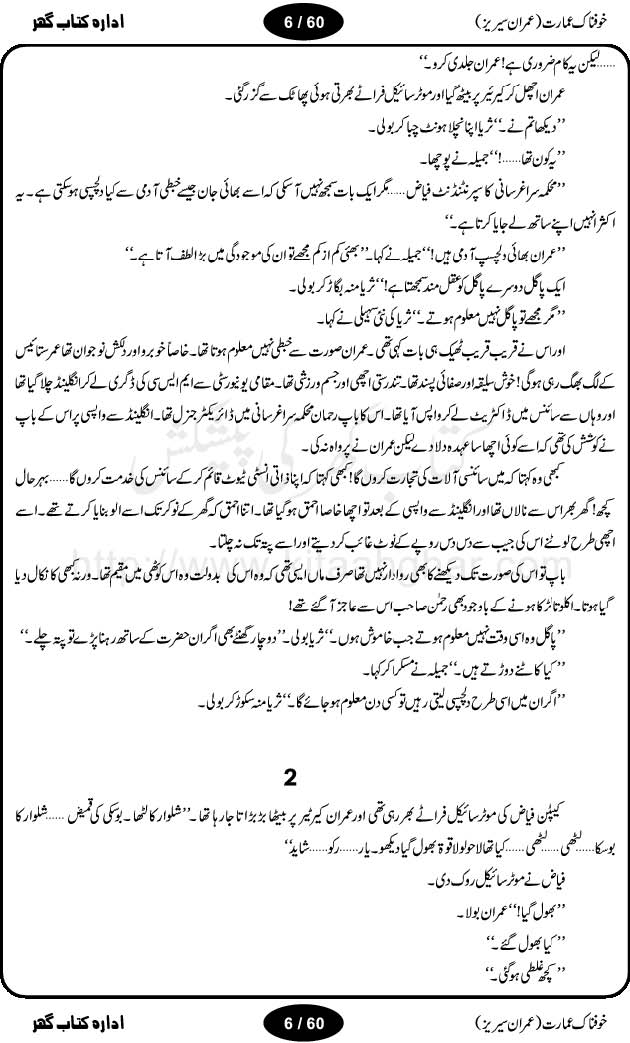 خوفناک عمارت (عمران سیریز)
6 / 60
اداره کتاب گھر
......لیکن یہ کام ضروری ہے! عمران جلدی کرو۔‘‘
عمران اچھل کر کیریئر پر بیٹھ گیا اور موٹر سائیکل فراٹے بھرتی ہوئی پھاٹک سے گزر گئی۔
’’دیکھا تم نے۔‘‘ ثریا اپنا نچلا ہونٹ چبا کر بولی۔
’’یہ کون تھا......!‘‘ جمیلہ نے پوچھا۔
’’محکمہ سراغرسانی کا سپرنٹنڈنٹ فیاض......مگر ایک بات سمجھ نہیں آ سکی کہ اسے بھائی جان جیسے خبطی آدمی سے کیا دلچسپی ہو سکتی ہے۔ یہ
اکثر انہیں اپنے ساتھ لے جایا کرتا ہے۔‘‘
’’عمران بھائی دلچسپ آدمی ہیں!‘‘ جمیلہ نے کہا۔’’بھئی کم از کم مجھے تو ان کی موجودگی میں بڑا لطف آتا ہے۔‘‘
ایک پاگل دوسرے پاگل کو عقل مند سمجھتا ہے!‘‘ ثریا منہ بگاڑ کر بولی۔
’’مگر مجھے تو پاگل نہیں معلوم ہوتے۔‘‘ ثریا کی نئی سہیلی نے کہا۔
اور اس نے قریب قریب ٹھیک ہی بات کہی تھی۔ عمران صورت سے خبطی نہیں معلوم ہوتا تھا۔ خاصا خوبرو اور دلکش نوجوان تھا عمر ستائیس
کے لگ بھگ رہی ہوگی! خوش سلیقہ اور صفائی پسند تھا۔ تندرستی اچھی اور جسم ورزشی تھا۔ مقامی یونیورسٹی سے ایم ایس سی کی ڈگری لے کر انگلینڈ چلا گیا تھا
اور وہاں سے سائنس میں ڈاکٹریٹ لے کر واپس آیا تھا۔ اس کا باپ رحمان محکمہ سراغرسانی میں ڈائریکٹر جنرل تھا۔ انگلینڈ سے واپسی پر اس کے باپ
نے کوشش کی تھی کہ اسے کوئی اچھا سا عہدہ دلا دے لیکن عمران نے پرواہ نہ کی۔
کبھی وہ کہتا کہ میں سائنسی آلات کی تجارت کروں گا! کبھی کہتا کہ اپنا ذاتی انسٹی ٹیوٹ قائم کر کے سائنس کی خدمت کروں گا......بہر حال
کچھ! گھر بھر اس سے نالاں تھا اور انگلینڈ سے واپسی کے بعد تو اچھا خاصا احمق ہو گیا تھا۔ اتنا احمق کہ گھر کے نوکر تک اسے الو بنایا کرتے تھے۔ اسے
اچھی طرح لوٹتے اس کی جیب سے دس دس روپے کے نوٹ غائب کر دیتے اور اسے پتہ تک نہ چلتا۔
باپ تو اس کی صورت تک دیکھنے کا بھی روادار نہیں تھا صرف ماں ایسی تھی کہ وہ اس کی بدولت وہ اس کوٹھی میں مقیم تھا۔ ورنہ کبھی کا نکال دیا
گیا ہوتا۔ اکلوتا لڑکا ہونے کے باوجود بھی رحمٰن صاحب اس سے عاجز آ گئے تھے!
’’پاگل وہ اسی وقت نہیں معلوم ہوتے جب خاموش ہوں۔‘‘ ثریا بولی۔’’دو چار گھنٹے بھی اگر ان حضرت کے ساتھ رہنا پڑے تو پتہ چلے۔‘‘
’’کیا کاٹنے دوڑتے ہیں۔‘‘ جمیلہ نے مسکرا کر کہا۔
’’اگر ان میں اسی طرح دلچسپی لیتی رہیں تو کسی دن معلوم ہو جائے گا۔‘‘ ثریا منہ سکوڑ کر بولی۔
2
کیپٹن فیاض کی موٹر سائیکل فراٹے بھر رہی تھی اور عمران کیرئیر پر بیٹھا بڑبڑاتا جا رہا تھا۔’’شلوار کا لٹھا۔ بوسکی کی قمیض......شلوار کا
بوسکا......لٹھی......لٹھی......کیا تھا لا حول ولا قوۃ بھول گیا دیکھو۔ یار......رکو......شاید‘‘
فیاض نے موٹر سائیکل روک دی۔
’’بھول گیا!‘‘ عمران بولا۔
’’کیا بھول گئے۔‘‘
’’کچھ غلطی ہو گئی۔‘‘
کتاب گھر کی پیشکش
http://www.kitaabghar.com
خوفناک عمارت (عمران سیریز)
6 / 60
اداره کتاب گھر